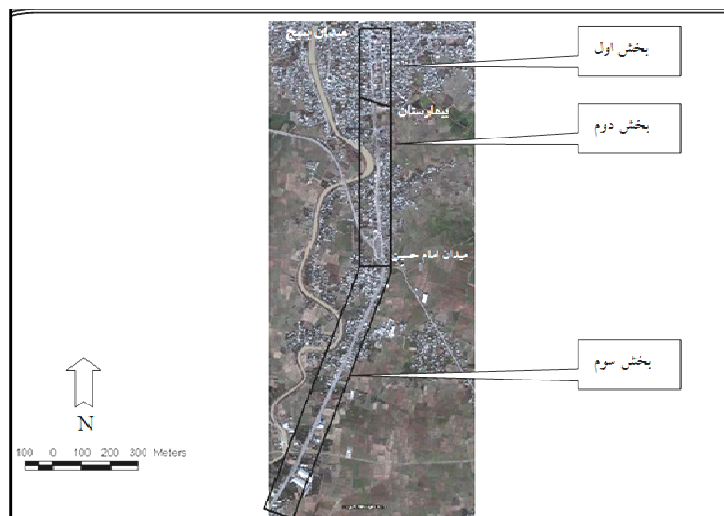 میدان بسیج
بخش اول
بیمارستان
بخش دوم
میدان امام حسین
بخش سوم
N
100 0 100 200 300 Meters